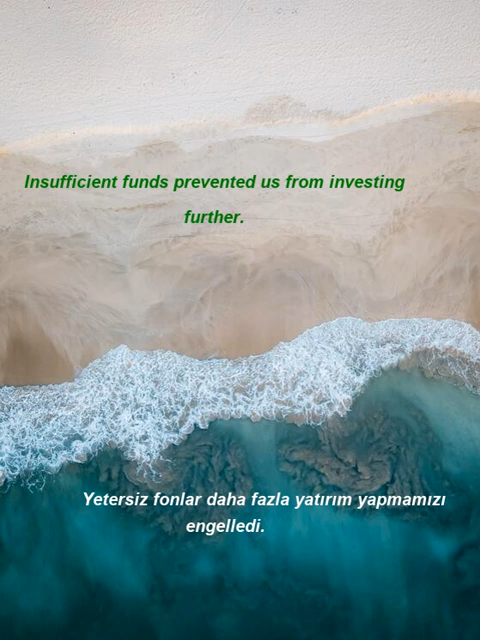 Insufficient funds prevented us from investing
further.
Yetersiz fonlar daha fazla yatırım yapmamızı
engelledi.